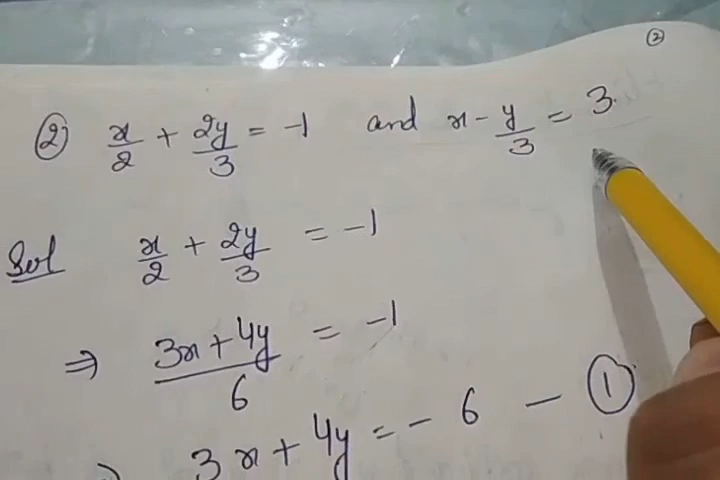 ②
② x/2 + 2y/3 = -1 and x - y/3 = 3.
Sol x/2 + 2y/3 = -1
⇒ (3x + 4y)/6 = -1
3x + 4y = - 6 — ①